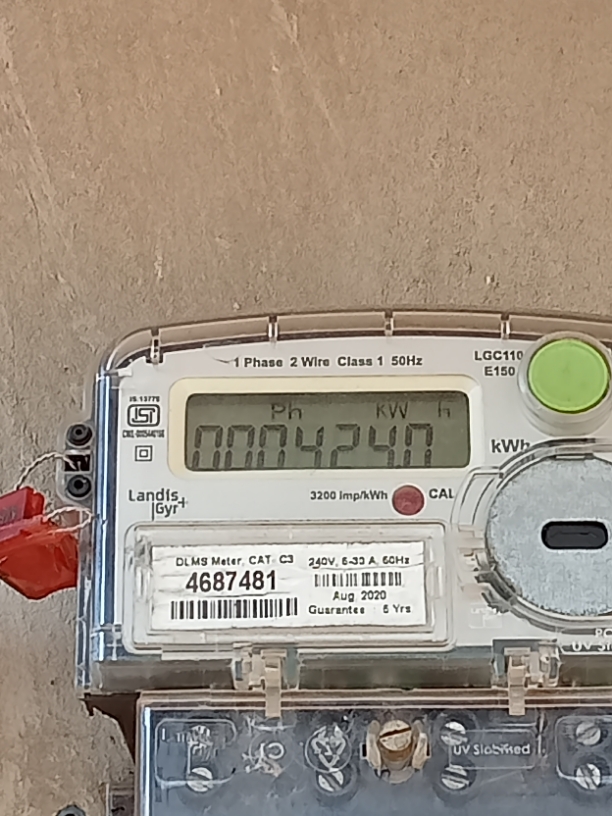 1 Phase 2 Wire Class 1 50Hz
LGC110
E150
IS:13779
ISI
Ph kW h
kWh
Landis
Gyr+
3200 imp/kWh CAL
DLMS Meter, CAT- C3
4687481
240V, 5-30 A, 50Hz
Aug. 2020
Guarantee : 5 Yrs
UV Stabilised